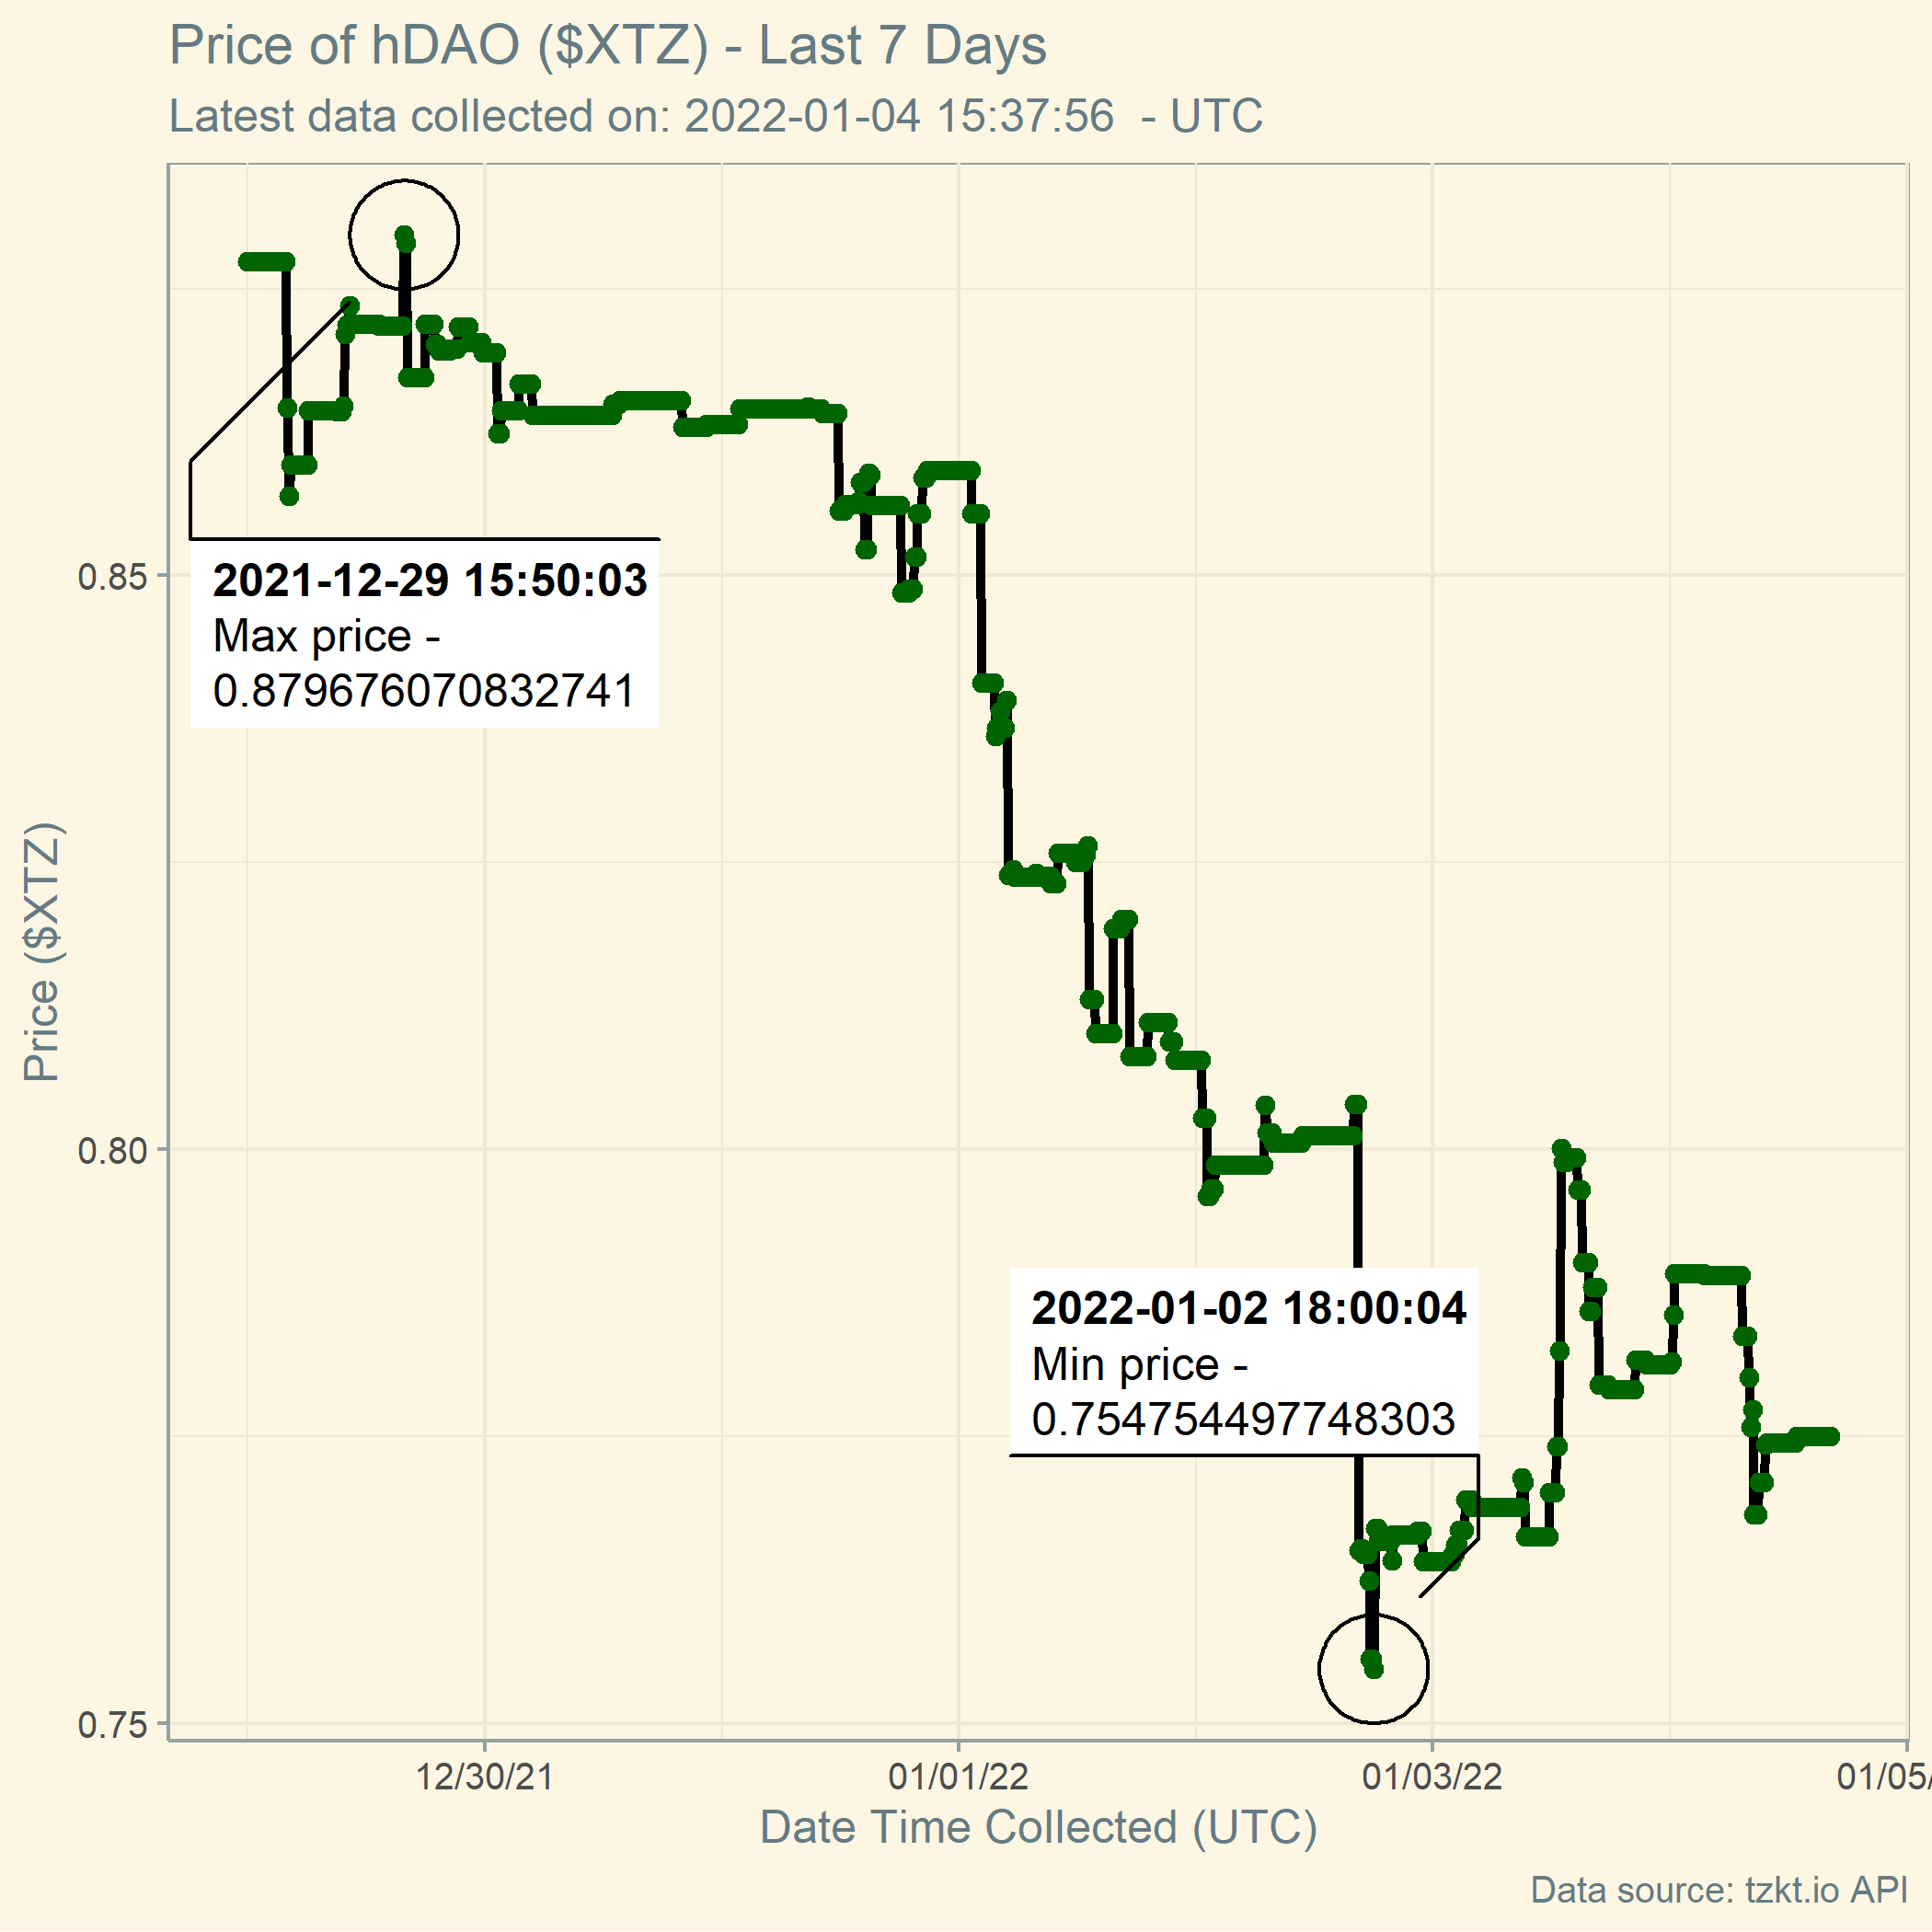 Price of hDAO ($XTZ) - Last 7 Days
Latest data collected on: 2022-01-04 15:37:56  - UTC
2021-12-29 15:50:03
Max price -
0.879676070832741
2022-01-02 18:00:04
Min price -
0.754754497748303
Price ($XTZ)
0.85
0.80
0.75
12/30/21
01/01/22
01/03/22
01/05/
Date Time Collected (UTC)
Data source: tzkt.io API